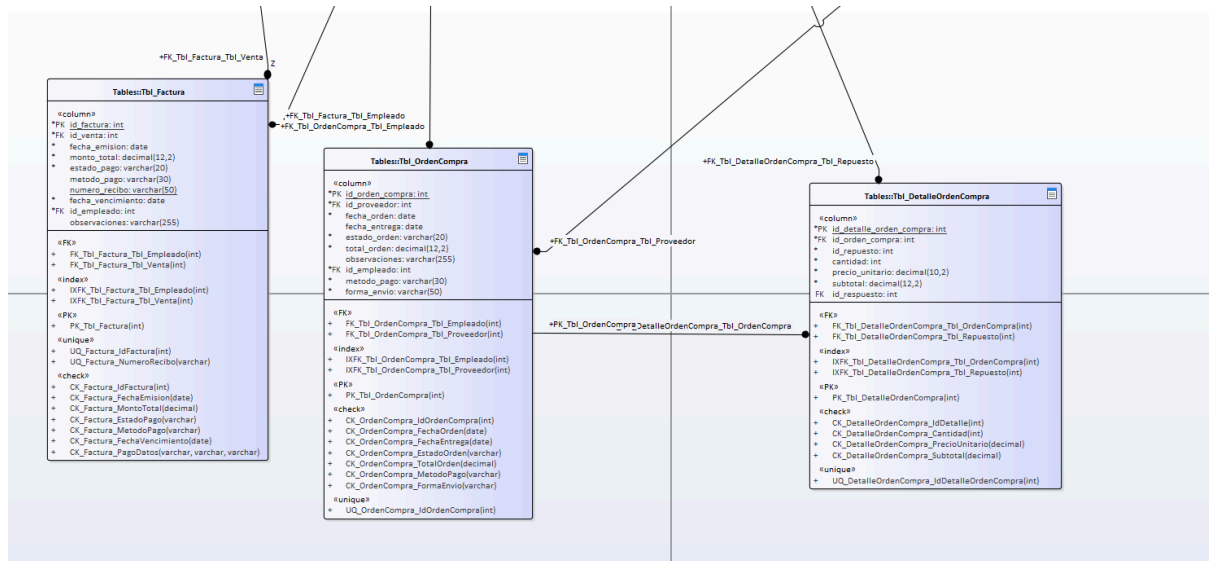 +FK_Tbl_Factura_Tbl_Venta
Z
Tables::Tbl_Factura
«column»
*PK id_factura: int
*FK id_venta: int
* fecha_emision: date
* monto_total: decimal(12,2)
* estado_pago: varchar(20)
metodo_pago: varchar(30)
numero_recibo: varchar(50)
* fecha_vencimiento: date
*FK id_empleado: int
observaciones: varchar(255)
«FK»
+ FK_Tbl_Factura_Tbl_Empleado(int)
+ FK_Tbl_Factura_Tbl_Venta(int)
«index»
+ IXFK_Tbl_Factura_Tbl_Empleado(int)
+ IXFK_Tbl_Factura_Tbl_Venta(int)
«PK»
+ PK_Tbl_Factura(int)
«unique»
+ UQ_Factura_IdFactura(int)
+ UQ_Factura_NumeroRecibo(varchar)
«check»
+ CK_Factura_IdFactura(int)
+ CK_Factura_FechaEmision(date)
+ CK_Factura_MontoTotal(decimal)
+ CK_Factura_EstadoPago(varchar)
+ CK_Factura_MetodoPago(varchar)
+ CK_Factura_FechaVencimiento(date)
+ CK_Factura_PagoDatos(varchar, varchar, varchar)
+FK_Tbl_Factura_Tbl_Empleado
+FK_Tbl_OrdenCompra_Tbl_Empleado
Tables::Tbl_OrdenCompra
«column»
*PK id_orden_compra: int
*FK id_proveedor: int
* fecha_orden: date
fecha_entrega: date
* estado_orden: varchar(20)
* total_orden: decimal(12,2)
observaciones: varchar(255)
*FK id_empleado: int
* metodo_pago: varchar(30)
* forma_envio: varchar(50)
«FK»
+ FK_Tbl_OrdenCompra_Tbl_Empleado(int)
+ FK_Tbl_OrdenCompra_Tbl_Proveedor(int)
«index»
+ IXFK_Tbl_OrdenCompra_Tbl_Empleado(int)
+ IXFK_Tbl_OrdenCompra_Tbl_Proveedor(int)
«PK»
+ PK_Tbl_OrdenCompra(int)
«check»
+ CK_OrdenCompra_IdOrdenCompra(int)
+ CK_OrdenCompra_FechaOrden(date)
+ CK_OrdenCompra_FechaEntrega(date)
+ CK_OrdenCompra_EstadoOrden(varchar)
+ CK_OrdenCompra_TotalOrden(decimal)
+ CK_OrdenCompra_MetodoPago(varchar)
+ CK_OrdenCompra_FormaEnvio(varchar)
«unique»
+ UQ_OrdenCompra_IdOrdenCompra(int)
+FK_Tbl_OrdenCompra_Tbl_Proveedor
+PK_Tbl_OrdenCompra
DetalleOrdenCompra_Tbl_OrdenCompra
+FK_Tbl_DetalleOrdenCompra_Tbl_Repuesto
Tables::Tbl_DetalleOrdenCompra
«column»
*PK id_detalle_orden_compra: int
*FK id_orden_compra: int
* id_repuesto: int
* cantidad: int
* precio_unitario: decimal(10,2)
* subtotal: decimal(12,2)
FK id_respuesto: int
«FK»
+ FK_Tbl_DetalleOrdenCompra_Tbl_OrdenCompra(int)
+ FK_Tbl_DetalleOrdenCompra_Tbl_Repuesto(int)
«index»
+ IXFK_Tbl_DetalleOrdenCompra_Tbl_OrdenCompra(int)
+ IXFK_Tbl_DetalleOrdenCompra_Tbl_Repuesto(int)
«PK»
+ PK_Tbl_DetalleOrdenCompra(int)
«check»
+ CK_DetalleOrdenCompra_IdDetalle(int)
+ CK_DetalleOrdenCompra_Cantidad(int)
+ CK_DetalleOrdenCompra_PrecioUnitario(decimal)
+ CK_DetalleOrdenCompra_Subtotal(decimal)
«unique»
+ UQ_DetalleOrdenCompra_IdDetalleOrdenCompra(int)